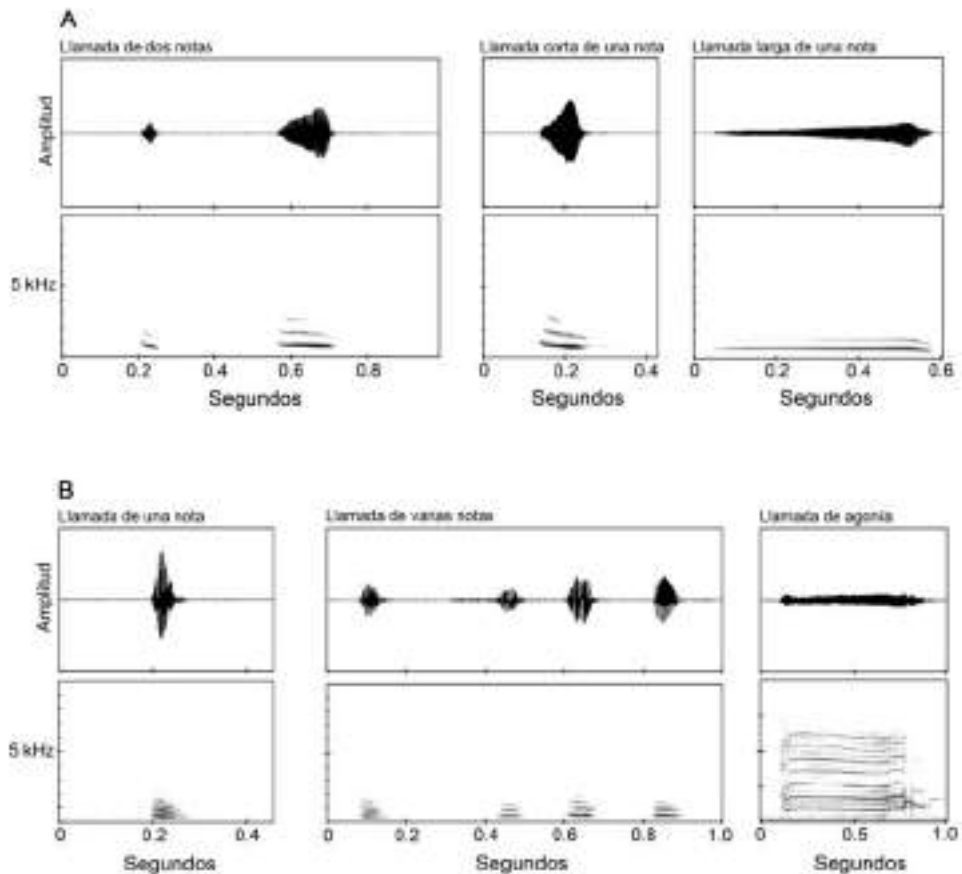 A
Llamada de dos notas
Llamada corta de una nota
Llamada larga de una nota
Amplitud
5 kHz
0 0.2 0.4 0.6 0.8
0 0.2 0.4
0 0.2 0.4 0.6
Segundos
Segundos
Segundos
B
Llamada de una nota
Llamada de varias notas
Llamada de agonía
Amplitud
5 kHz
0 0.2 0.4
0 0.2 0.4 0.6 0.8 1.0
0 0.5 1.0
Segundos
Segundos
Segundos